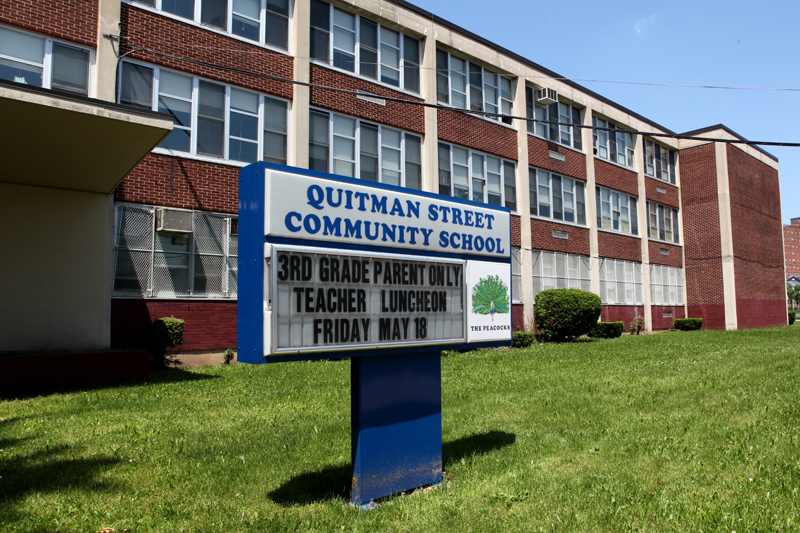 QUITMAN STREET
COMMUNITY SCHOOL
3RD GRADE PARENT ONLY
TEACHER LUNCHEON
FRIDAY MAY 18
THE PEACOCKS